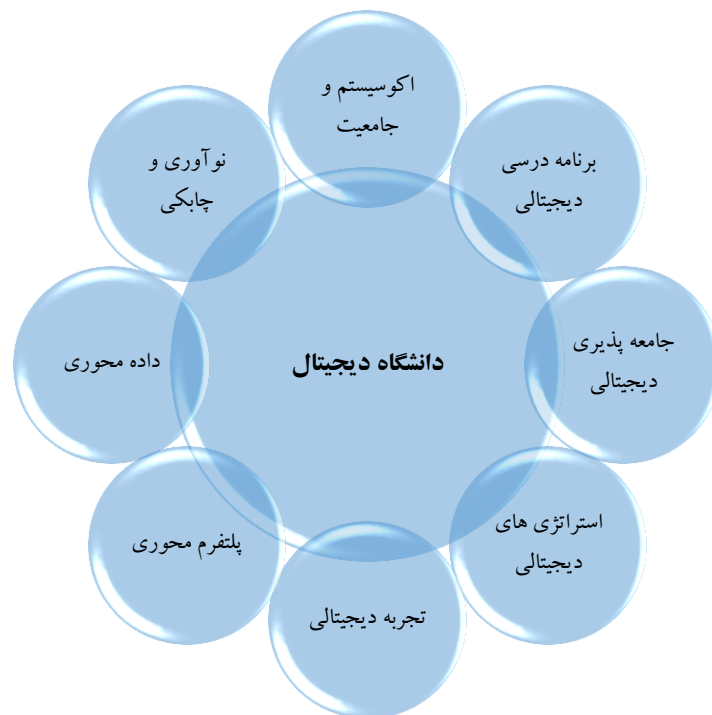 اکوسیستم و
جامعیت
برنامه درسی
دیجیتالی
جامعه پذیری
دیجیتالی
استراتژی های
دیجیتالی
تجربه دیجیتالی
پلتفرم محوری
داده محوری
نوآوری و
چابکی
دانشگاه دیجیتال